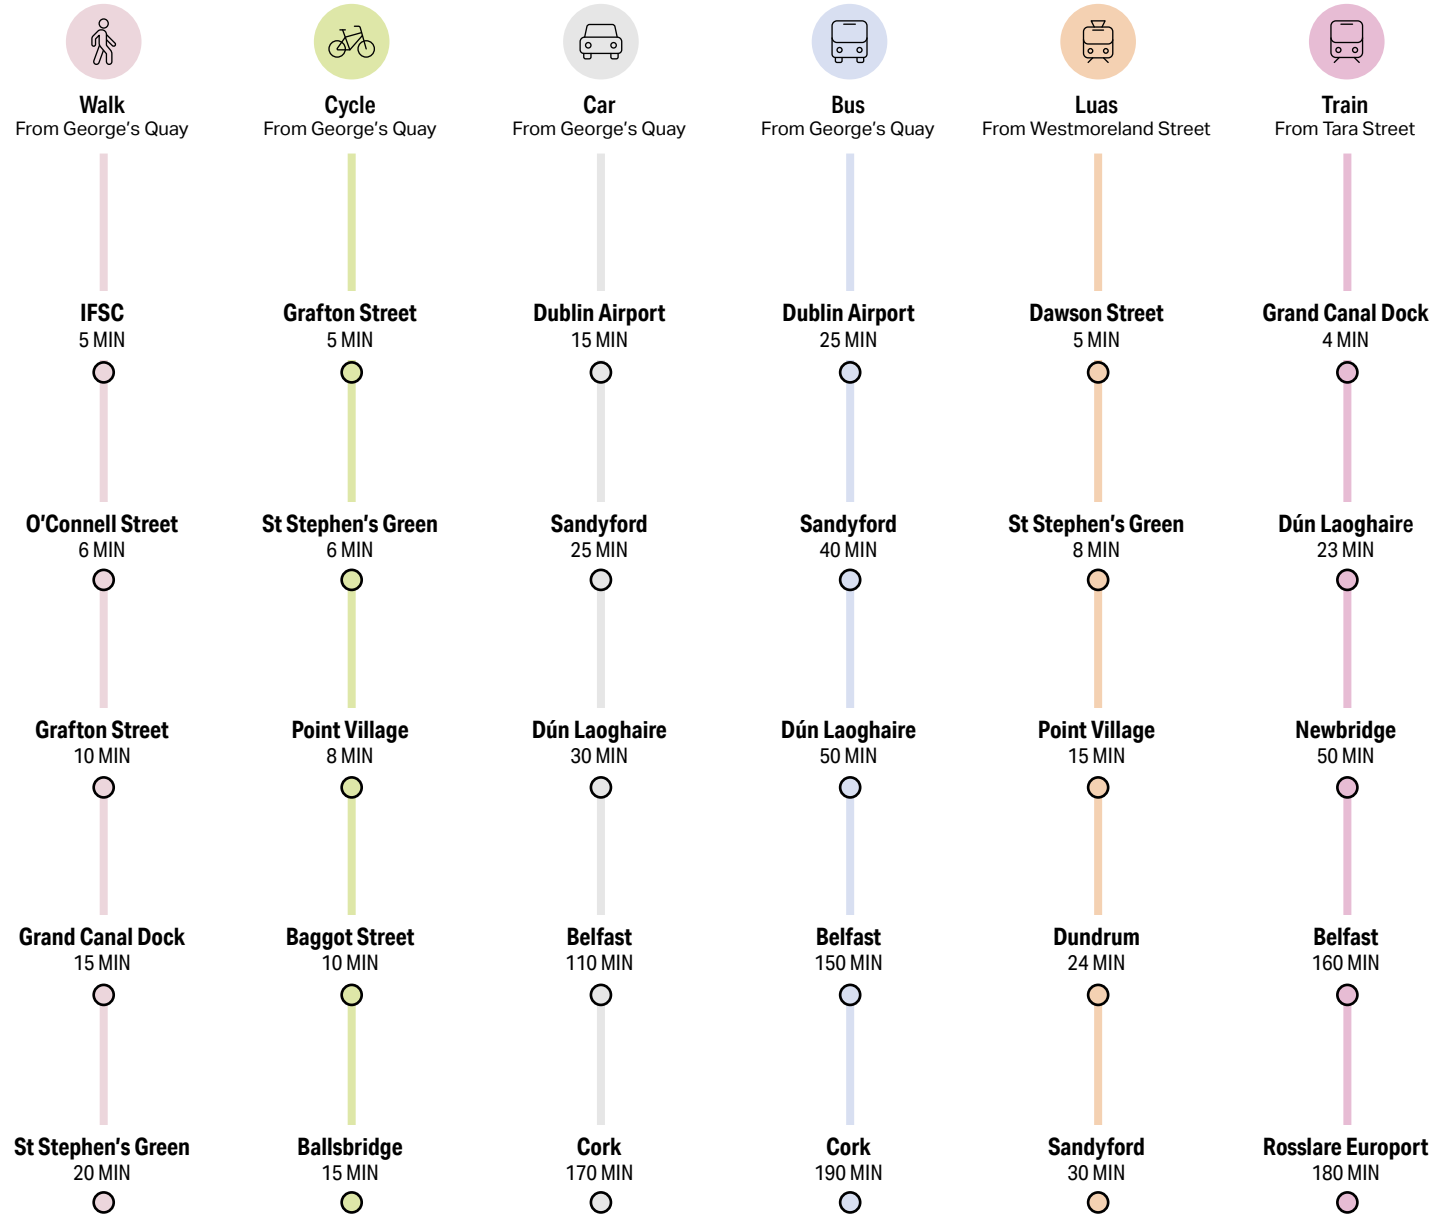 Walk
From George's Quay
IFSC
5 MIN
O'Connell Street
6 MIN
Grafton Street
10 MIN
Grand Canal Dock
15 MIN
St Stephen's Green
20 MIN
Cycle
From George's Quay
Grafton Street
5 MIN
St Stephen's Green
6 MIN
Point Village
8 MIN
Baggot Street
10 MIN
Ballsbridge
15 MIN
Car
From George's Quay
Dublin Airport
15 MIN
Sandyford
25 MIN
Dún Laoghaire
30 MIN
Belfast
110 MIN
Cork
170 MIN
Bus
From George's Quay
Dublin Airport
25 MIN
Sandyford
40 MIN
Dún Laoghaire
50 MIN
Belfast
150 MIN
Cork
190 MIN
Luas
From Westmoreland Street
Dawson Street
5 MIN
St Stephen's Green
8 MIN
Point Village
15 MIN
Dundrum
24 MIN
Sandyford
30 MIN
Train
From Tara Street
Grand Canal Dock
4 MIN
Dún Laoghaire
23 MIN
Newbridge
50 MIN
Belfast
160 MIN
Rosslare Europort
180 MIN